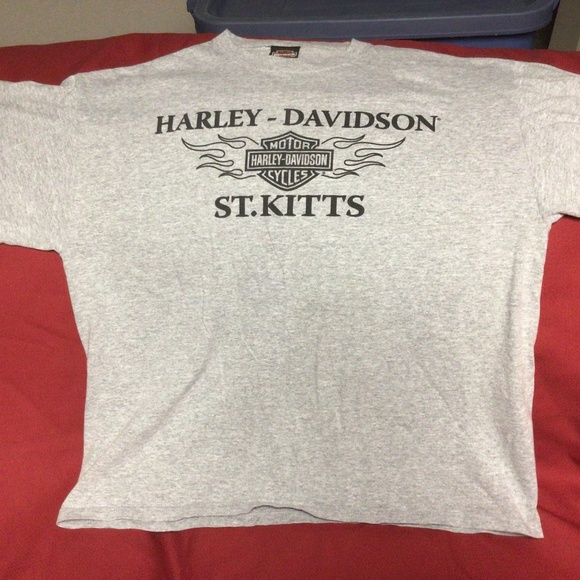 HARLEY - DAVIDSON
MOTOR
HARLEY-DAVIDSON
CYCLES
ST.KITTS